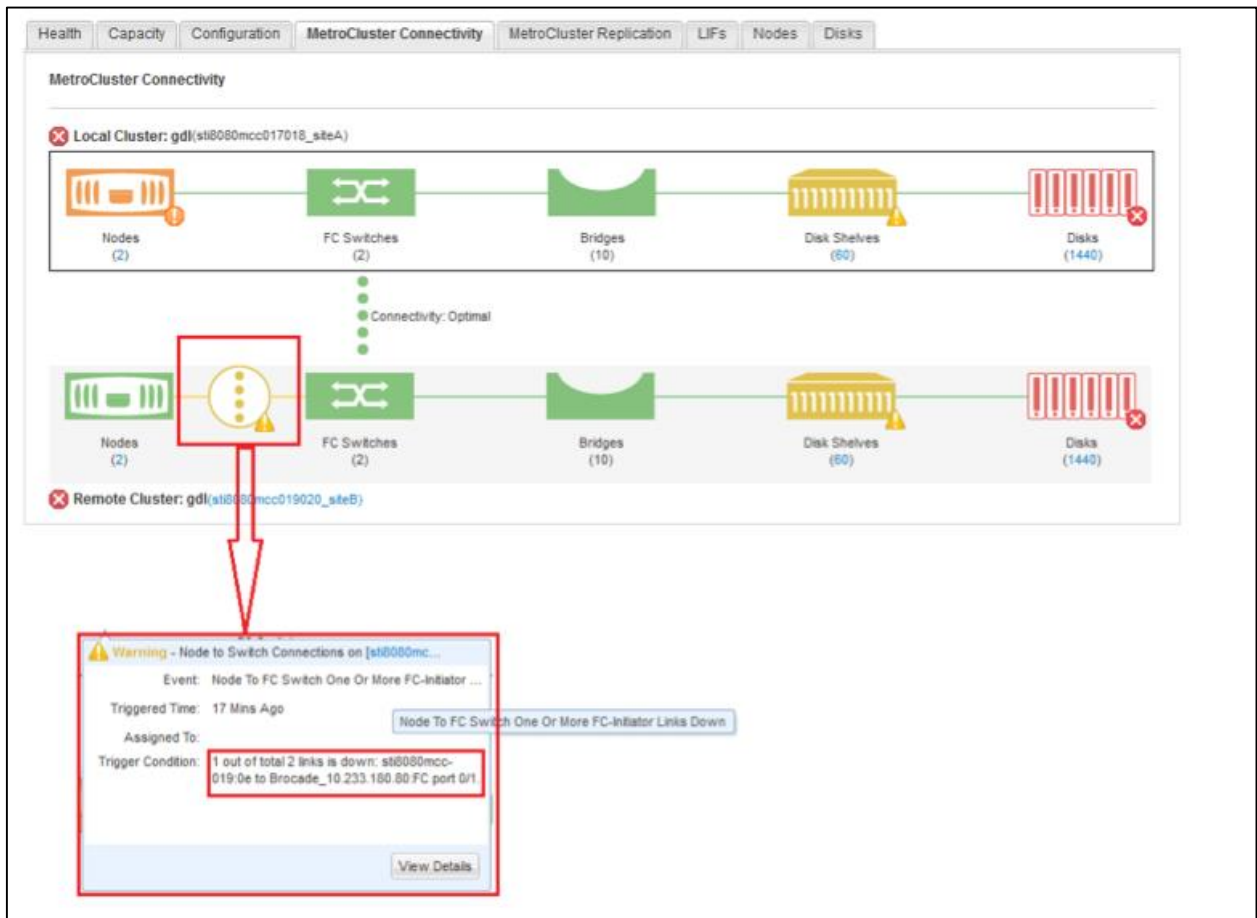 Health Capacity Configuration MetroCluster Connectivity MetroCluster Replication LIFs Nodes Disks
MetroCluster Connectivity
Local Cluster: gdl(sti8080mcc017018_siteA)
Nodes FC Switches Bridges Disk Shelves Disks
(2) (2) (10) (60) (1440)
Connectivity: Optimal
Nodes FC Switches Bridges Disk Shelves Disks
(2) (2) (10) (60) (1440)
Remote Cluster: gdl(sti8080mcc019020_siteB)
Warning - Node to Switch Connections on [sti8080mc...
Event: Node To FC Switch One Or More FC-Initiator ...
Triggered Time: 17 Mins Ago
Node To FC Switch One Or More FC-Initiator Links Down
Assigned To:
Trigger Condition: 1 out of total 2 links is down: sti8080mcc-
019:0e to Brocade_10.233.180.80:FC port 0/1.
View Details